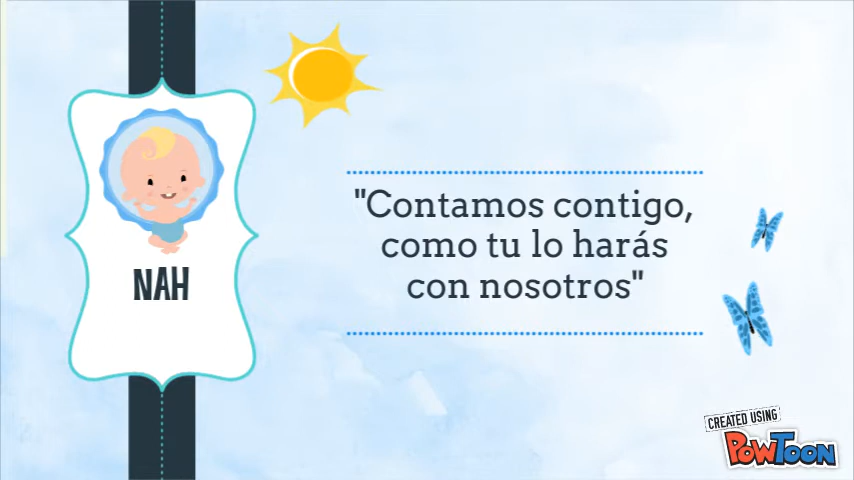 NAH
"Contamos contigo,
como tu lo harás
con nosotros"
CREATED USING
POWTOON